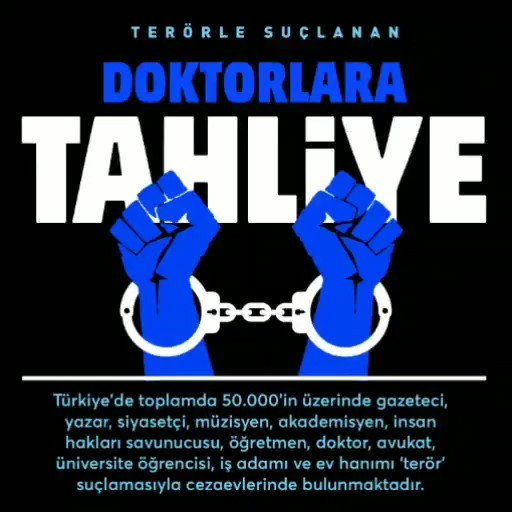 TERÖRLE SUÇLANAN
DOKTORLARA
TAHLİYE
Türkiye'de toplamda 50.000'in üzerinde gazeteci,
yazar, siyasetçi, müzisyen, akademisyen, insan
hakları savunucusu, öğretmen, doktor, avukat,
üniversite öğrencisi, iş adamı ve ev hanımı 'terör'
suçlamasıyla cezaevlerinde bulunmaktadır.